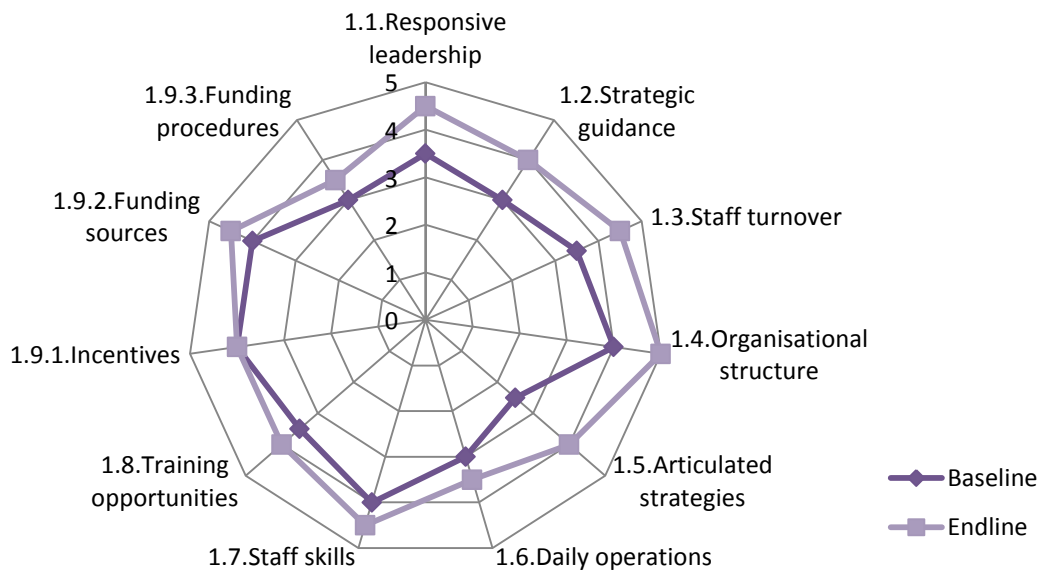 1.1.Responsive
leadership
1.2.Strategic
guidance
1.3.Staff turnover
1.4.Organisational
structure
1.5.Articulated
strategies
1.6.Daily operations
1.7.Staff skills
1.8.Training
opportunities
1.9.1.Incentives
1.9.2.Funding
sources
1.9.3.Funding
procedures
5
4
3
2
1
0
Baseline
Endline